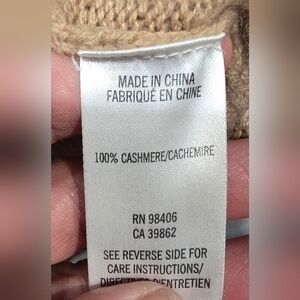 MADE IN CHINA
FABRIQUÉ EN CHINE
100% CASHMERE/CACHEMIRE
RN 98406
CA 39862
SEE REVERSE SIDE FOR
CARE INSTRUCTIONS/
DIRECTIVES D'ENTRETIEN